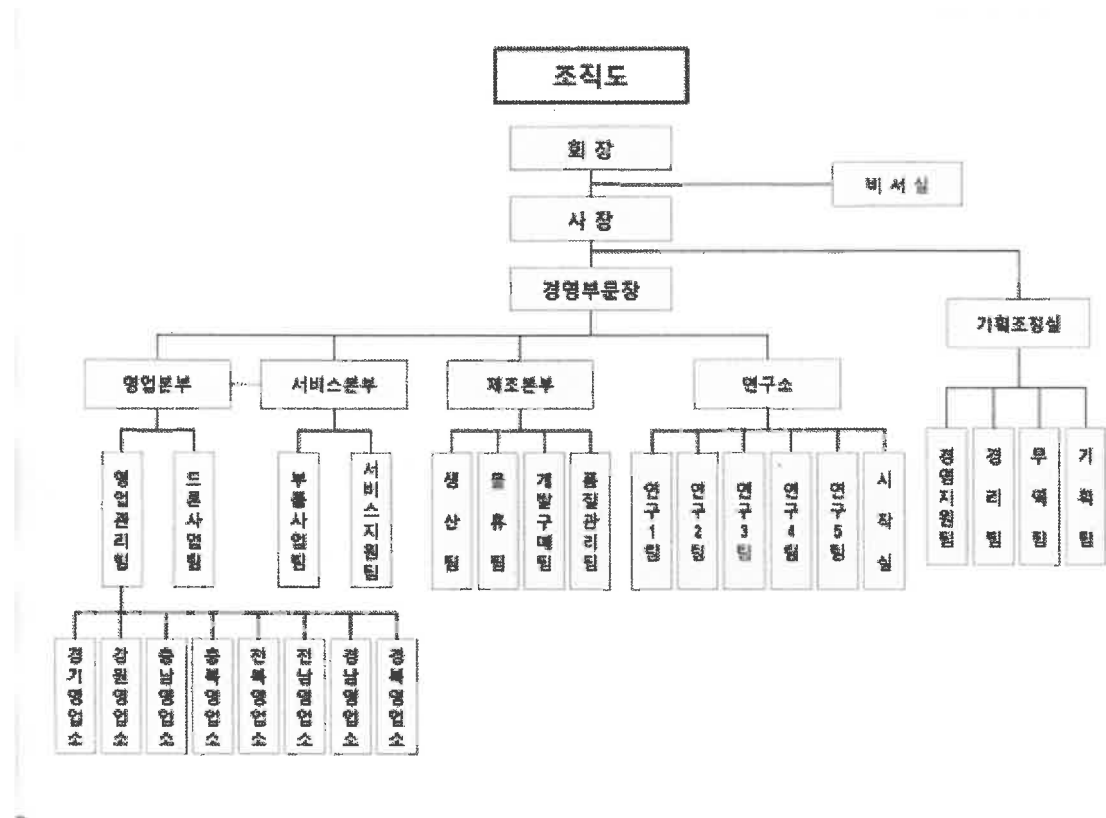 조직도
회 장
비 서 실
사 장
경영부문장
기획조정실
영업본부
서비스본부
제조본부
연구소
영업관리팀
드론사업팀
부품사업팀
서비스지원팀
생산팀
물류팀
개발구매팀
품질관리팀
연구1팀
연구2팀
연구3팀
연구4팀
연구5팀
시작실
경영지원팀
경리팀
무역팀
기획팀
경기영업소
강원영업소
충남영업소
충북영업소
전북영업소
전남영업소
경남영업소
경북영업소